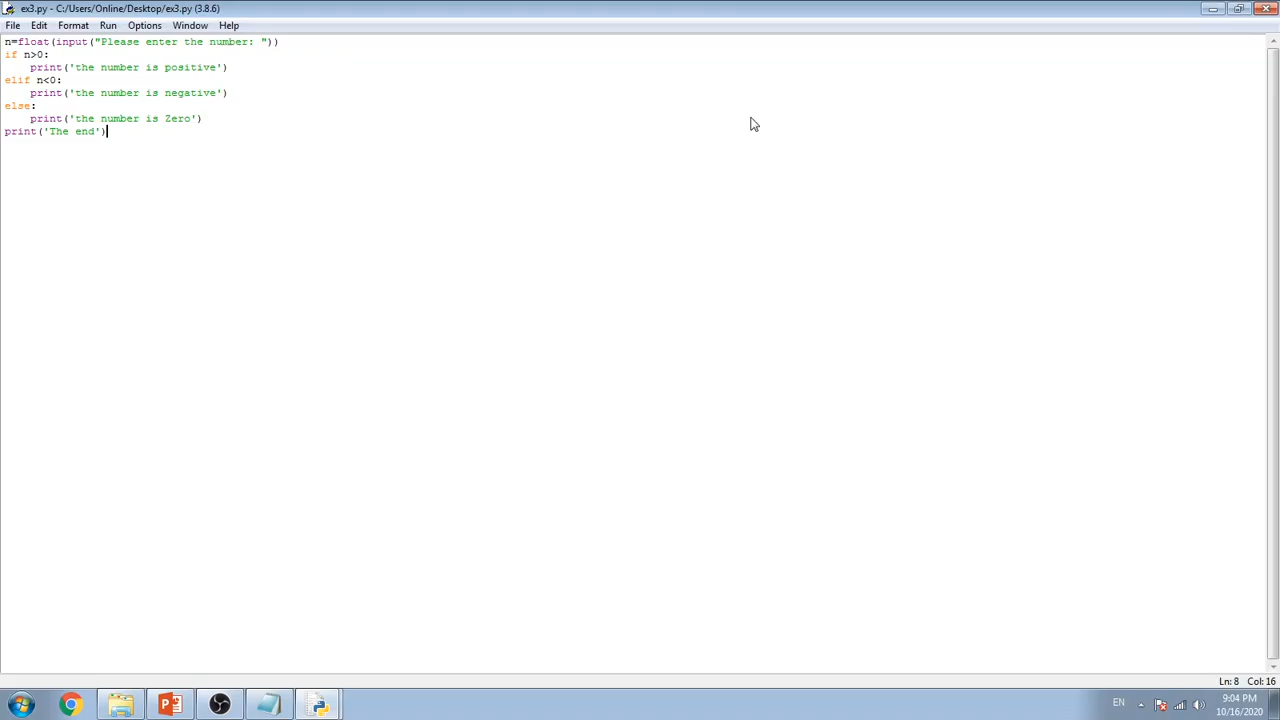 ex3.py - C:/Users/Online/Desktop/ex3.py (3.8.6)
File Edit Format Run Options Window Help
n=float(input("Please enter the number: "))
if n>0:
    print('the number is positive')
elif n<0:
    print('the number is negative')
else:
    print('the number is Zero')
print('The end')
Ln: 8 Col: 16
EN
9:04 PM
10/16/2020